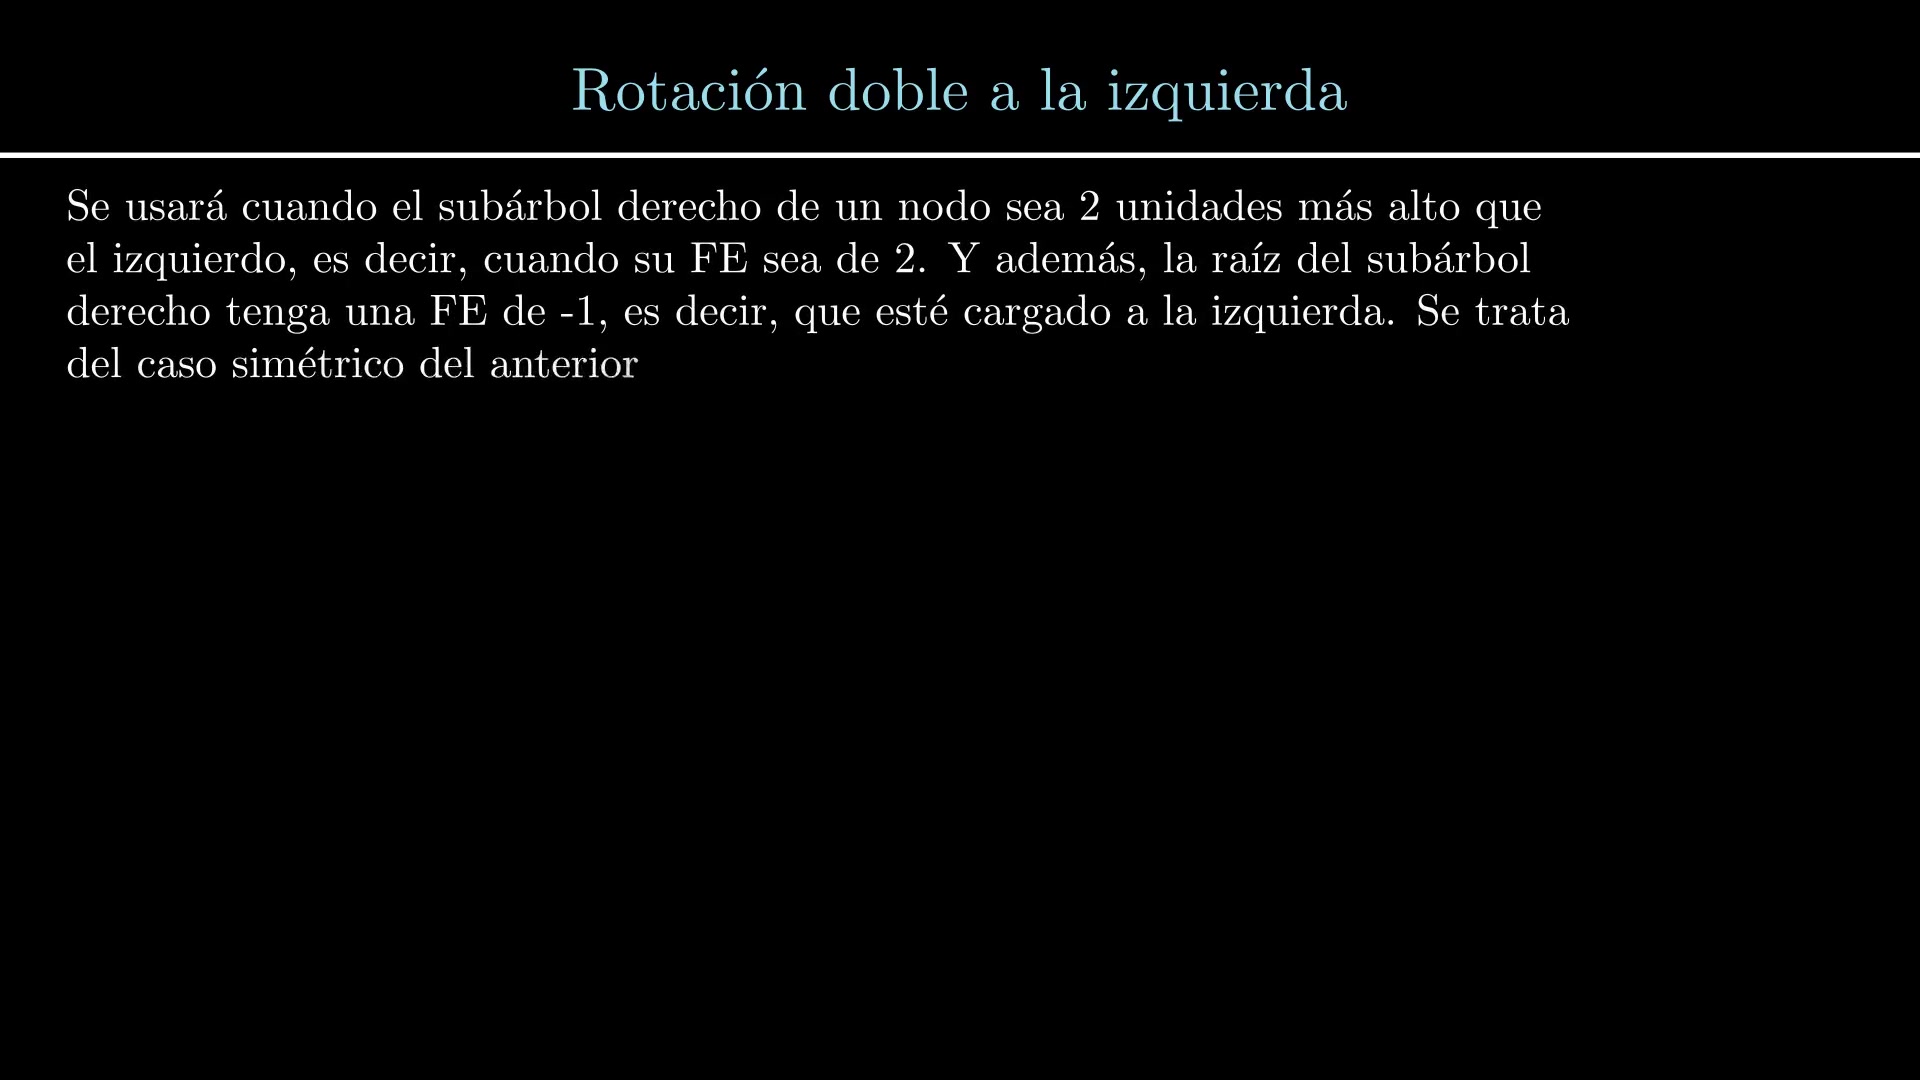 Rotación doble a la izquierda
Se usará cuando el subárbol derecho de un nodo sea 2 unidades más alto que
el izquierdo, es decir, cuando su FE sea de 2. Y además, la raíz del subárbol
derecho tenga una FE de -1, es decir, que esté cargado a la izquierda. Se trata
del caso simétrico del anterior